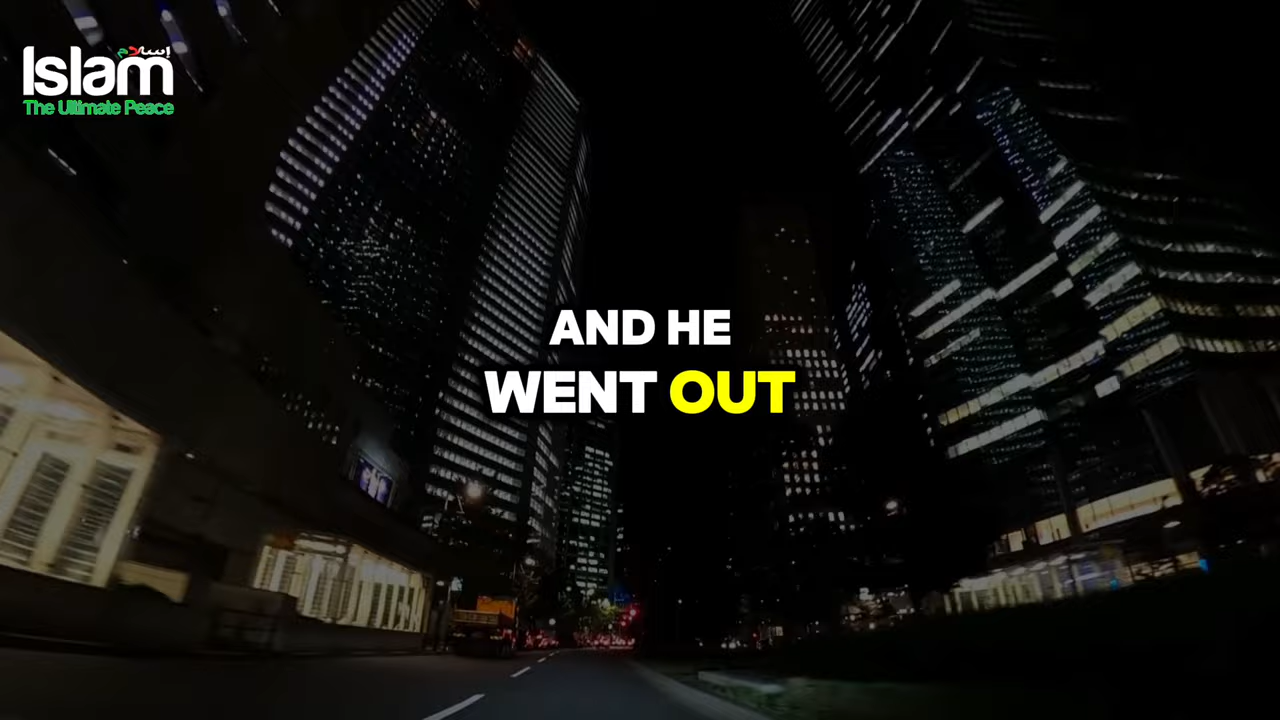 إسلام
Islam
The Ultimate Peace
AND HE
WENT OUT